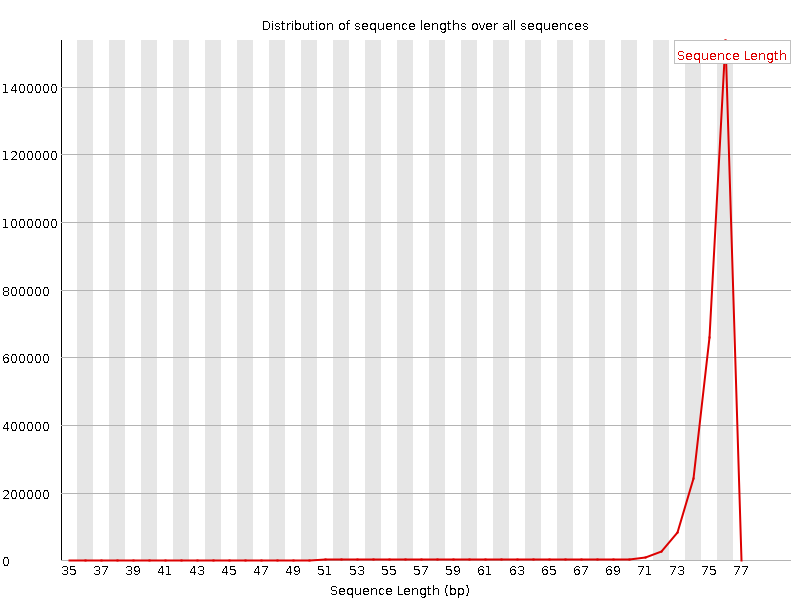 Distribution of sequence lengths over all sequences
Sequence Length
1400000
1200000
1000000
800000
600000
400000
200000
0
35 37 39 41 43 45 47 49 51 53 55 57 59 61 63 65 67 69 71 73 75 77
Sequence Length (bp)